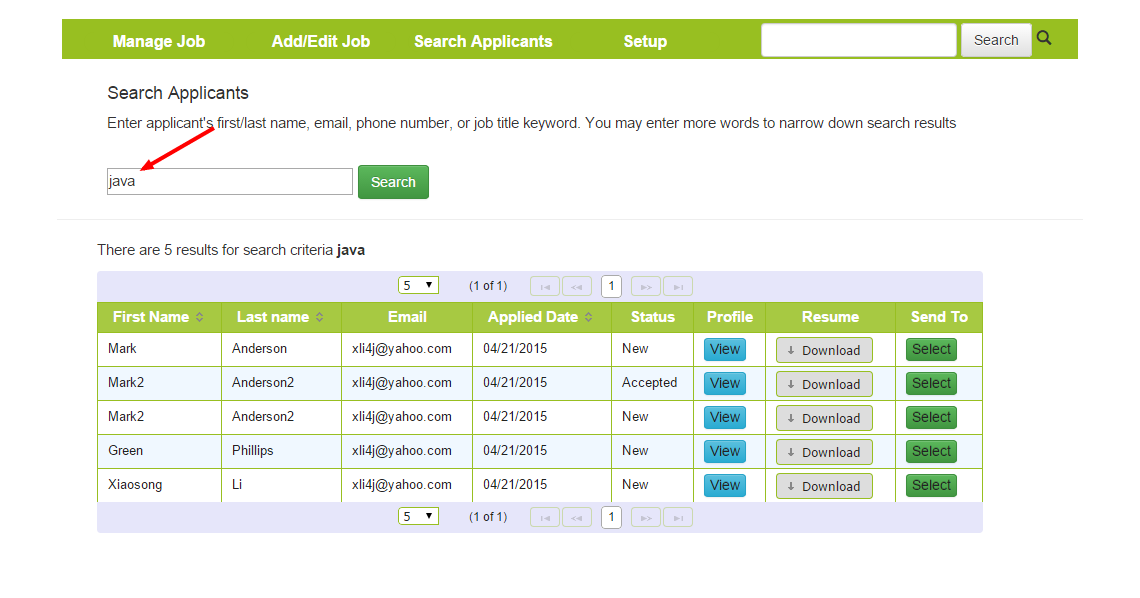 Manage Job Add/Edit Job Search Applicants Setup Search
Search Applicants
Enter applicant's first/last name, email, phone number, or job title keyword. You may enter more words to narrow down search results
java Search
There are 5 results for search criteria java
5 (1 of 1) 1
First Name Last name Email Applied Date Status Profile Resume Send To
Mark Anderson xli4j@yahoo.com 04/21/2015 New View Download Select
Mark2 Anderson2 xli4j@yahoo.com 04/21/2015 Accepted View Download Select
Mark2 Anderson2 xli4j@yahoo.com 04/21/2015 New View Download Select
Green Phillips xli4j@yahoo.com 04/21/2015 New View Download Select
Xiaosong Li xli4j@yahoo.com 04/21/2015 New View Download Select
5 (1 of 1) 1